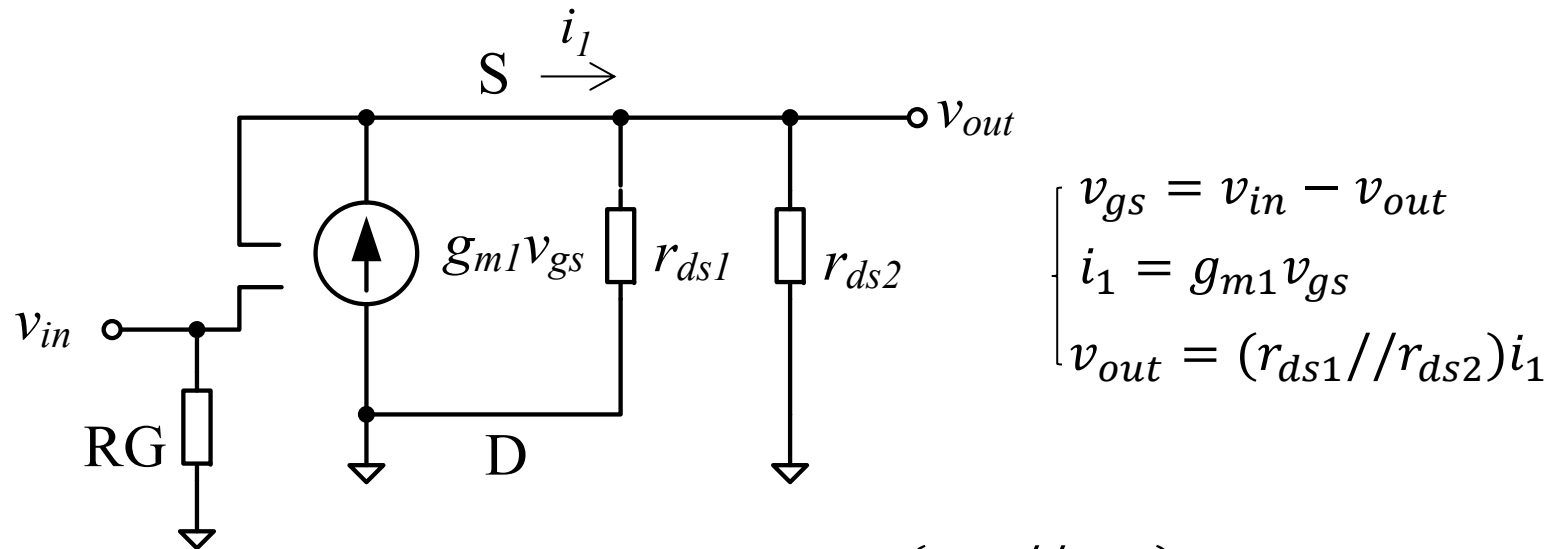 i1
S
vout
vgs = vin − vout
gm1vgs
rds1
rds2
i1 = gm1vgs
vin
vout = (rds1//rds2)i1
RG
D